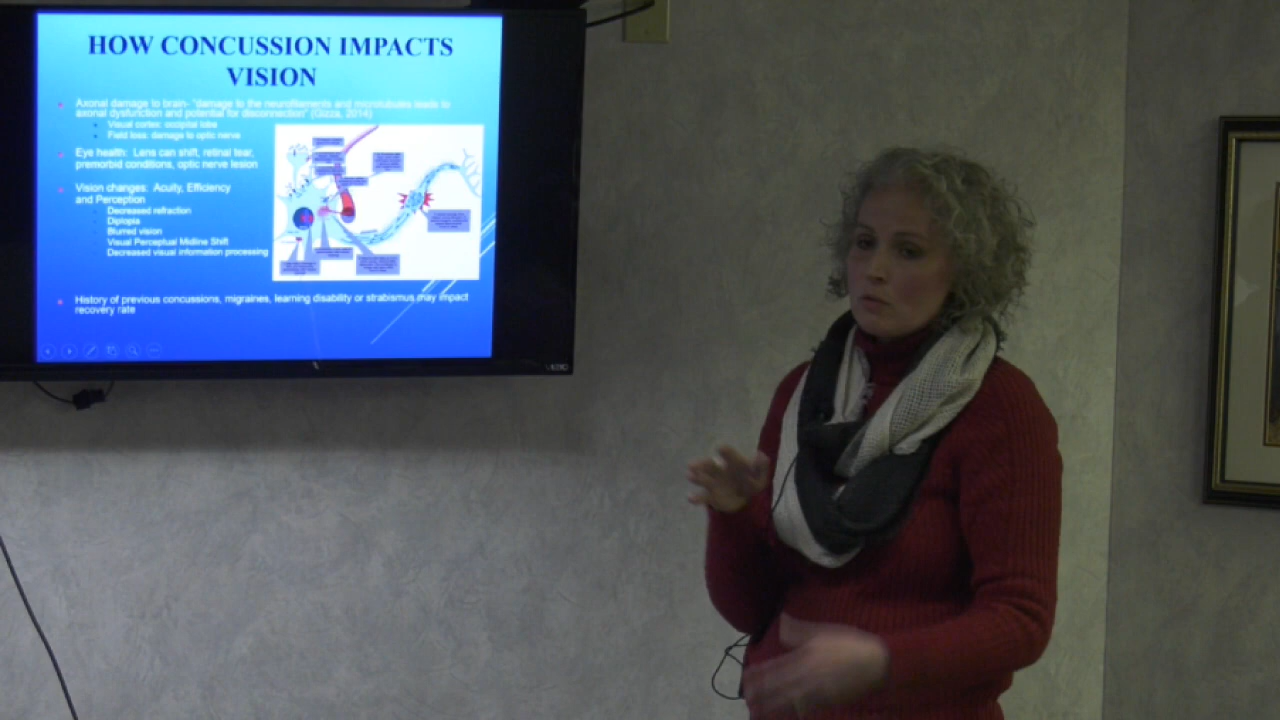 HOW CONCUSSION IMPACTS
VISION
Axonal damage to brain- "damage to the neurofilaments and microtubules leads to
axonal dysfunction and potential for disconnection" (Gizza, 2014)
Visual cortex: occipital lobe
Field loss: damage to optic nerve
Eye health: Lens can shift, retinal tear,
premorbid conditions, optic nerve lesion
Vision changes: Acuity, Efficiency
and Perception
Decreased refraction
Diplopia
Blurred vision
Visual Perceptual Midline Shift
Decreased visual information processing
History of previous concussions, migraines, learning disability or strabismus may impact
recovery rate
VIZIO